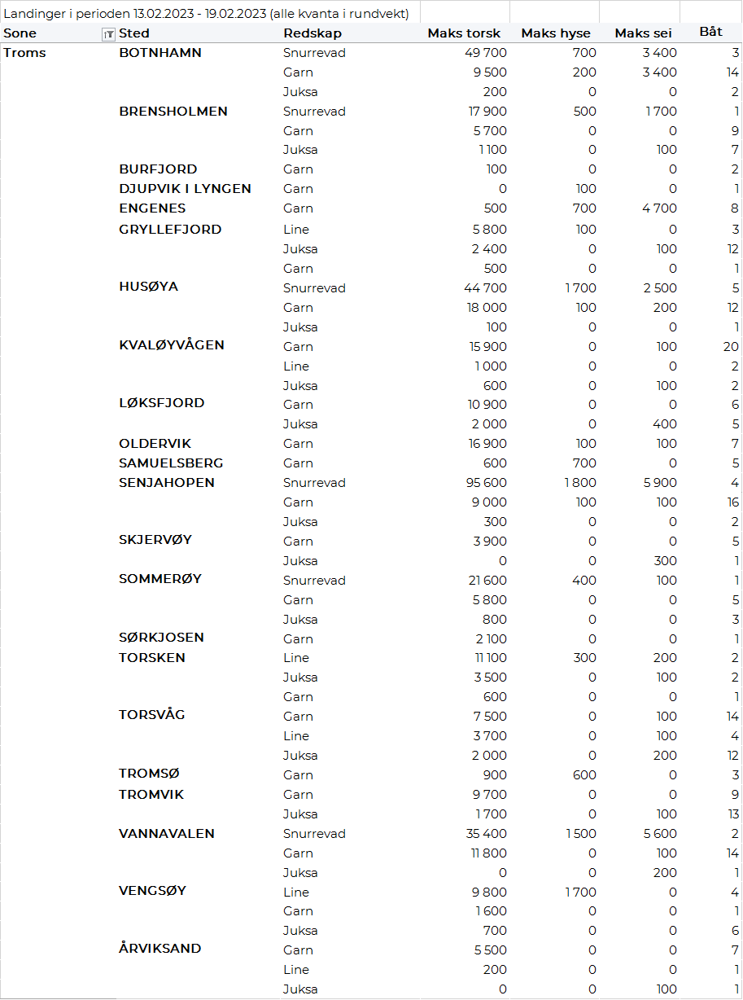 Landinger i perioden 13.02.2023 - 19.02.2023 (alle kvanta i rundvekt)
Sone Sted Redskap Maks torsk Maks hyse Maks sei Båt
Troms BOTNHAMN Snurrevad 49 700 700 3 400 3
Garn 9 500 200 3 400 14
Juksa 200 0 0 2
BRENSHOLMEN Snurrevad 17 900 500 1 700 1
Garn 5 700 0 0 9
Juksa 1 100 0 100 7
BURFJORD Garn 100 0 0 2
DJUPVIK I LYNGEN Garn 0 100 0 1
ENGENES Garn 500 700 4 700 8
GRYLLEFJORD Line 5 800 100 0 3
Juksa 2 400 0 100 12
Garn 500 0 0 1
HUSØYA Snurrevad 44 700 1 700 2 500 5
Garn 18 000 100 200 12
Juksa 100 0 0 1
KVALØYVÅGEN Garn 15 900 0 100 20
Line 1 000 0 0 2
Juksa 600 0 100 2
LØKSFJORD Garn 10 900 0 0 6
Juksa 2 000 0 400 5
OLDERVIK Garn 16 900 100 100 7
SAMUELSBERG Garn 600 700 0 5
SENJAHOPEN Snurrevad 95 600 1 800 5 900 4
Garn 9 000 100 100 16
Juksa 300 0 0 2
SKJERVØY Garn 3 900 0 0 5
Juksa 0 0 300 1
SOMMERØY Snurrevad 21 600 400 100 1
Garn 5 800 0 0 5
Juksa 800 0 0 3
SØRKJOSEN Garn 2 100 0 0 1
TORSKEN Line 11 100 300 200 2
Juksa 3 500 0 100 2
Garn 600 0 0 1
TORSVÅG Garn 7 500 0 100 14
Line 3 700 0 100 4
Juksa 2 000 0 200 12
TROMSØ Garn 900 600 0 3
TROMVIK Garn 9 700 0 0 9
Juksa 1 700 0 100 13
VANNAVALEN Snurrevad 35 400 1 500 5 600 2
Garn 11 800 0 100 14
Juksa 0 0 200 1
VENGSØY Line 9 800 1 700 0 4
Garn 1 600 0 0 1
Juksa 700 0 0 6
ÅRVIKSAND Garn 5 500 0 0 7
Line 200 0 0 1
Juksa 0 0 100 1